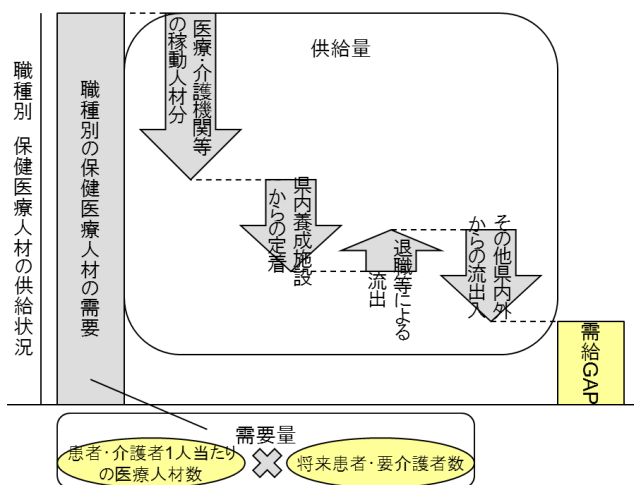 職種別 保健医療人材の供給状況
職種別の保健医療人材の需要
医療・介護機関等
の稼動人材分
供給量
県内養成施設
からの定着
退職等による
流出
その他県内外
からの流出入
需給GAP
需要量
患者・介護者1人当たり
の医療人材数
将来患者・要介護者数